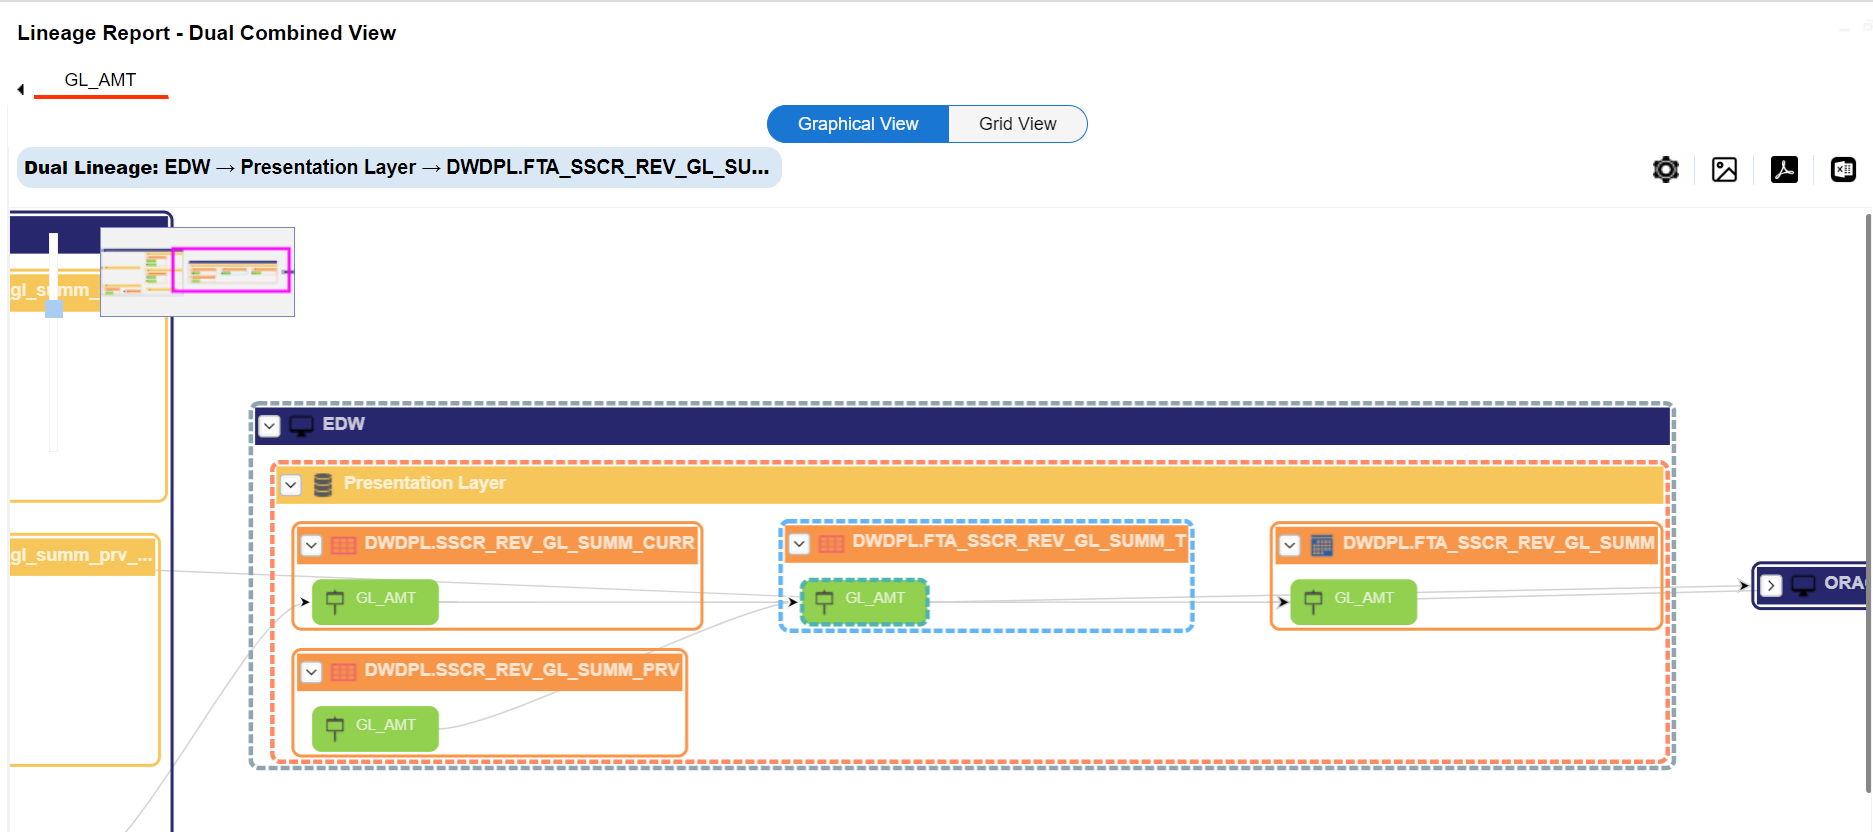 Lineage Report - Dual Combined View
GL_AMT
Graphical View
Grid View
Dual Lineage: EDW → Presentation Layer → DWDPL.FTA_SSCR_REV_GL_SU...
gl_summ_
EDW
Presentation Layer
DWDPL.SSCR_REV_GL_SUMM_CURR
DWDPL.FTA_SSCR_REV_GL_SUMM_T
DWDPL.FTA_SSCR_REV_GL_SUMM
gl_summ_prv_...
ORAC
GL_AMT
GL_AMT
GL_AMT
DWDPL.SSCR_REV_GL_SUMM_PRV
GL_AMT